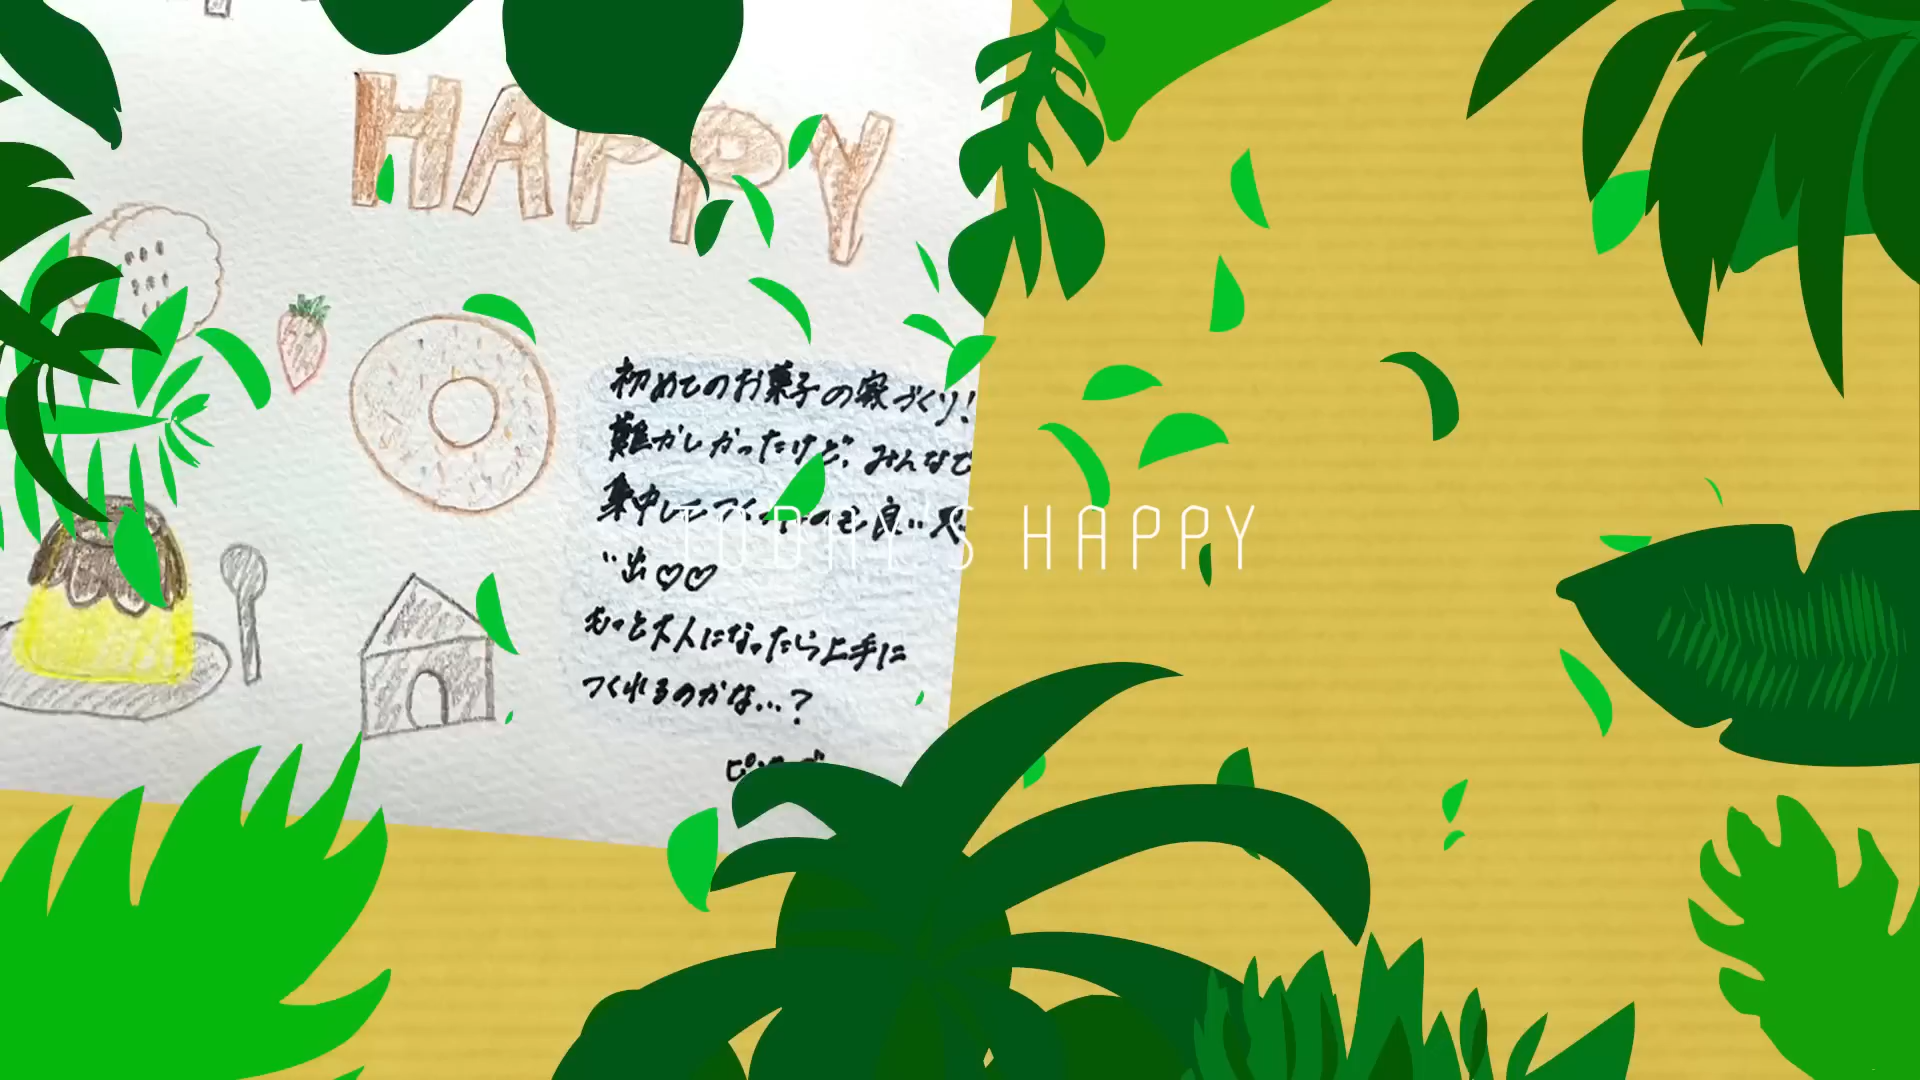 HAPPY
初めてのお菓子の家づくり!
難かしかったけど、みんなで
集中して
い出♡♡
もっと大人になったら上手に
つくれるのかな…?
TODAY'S HAPPY